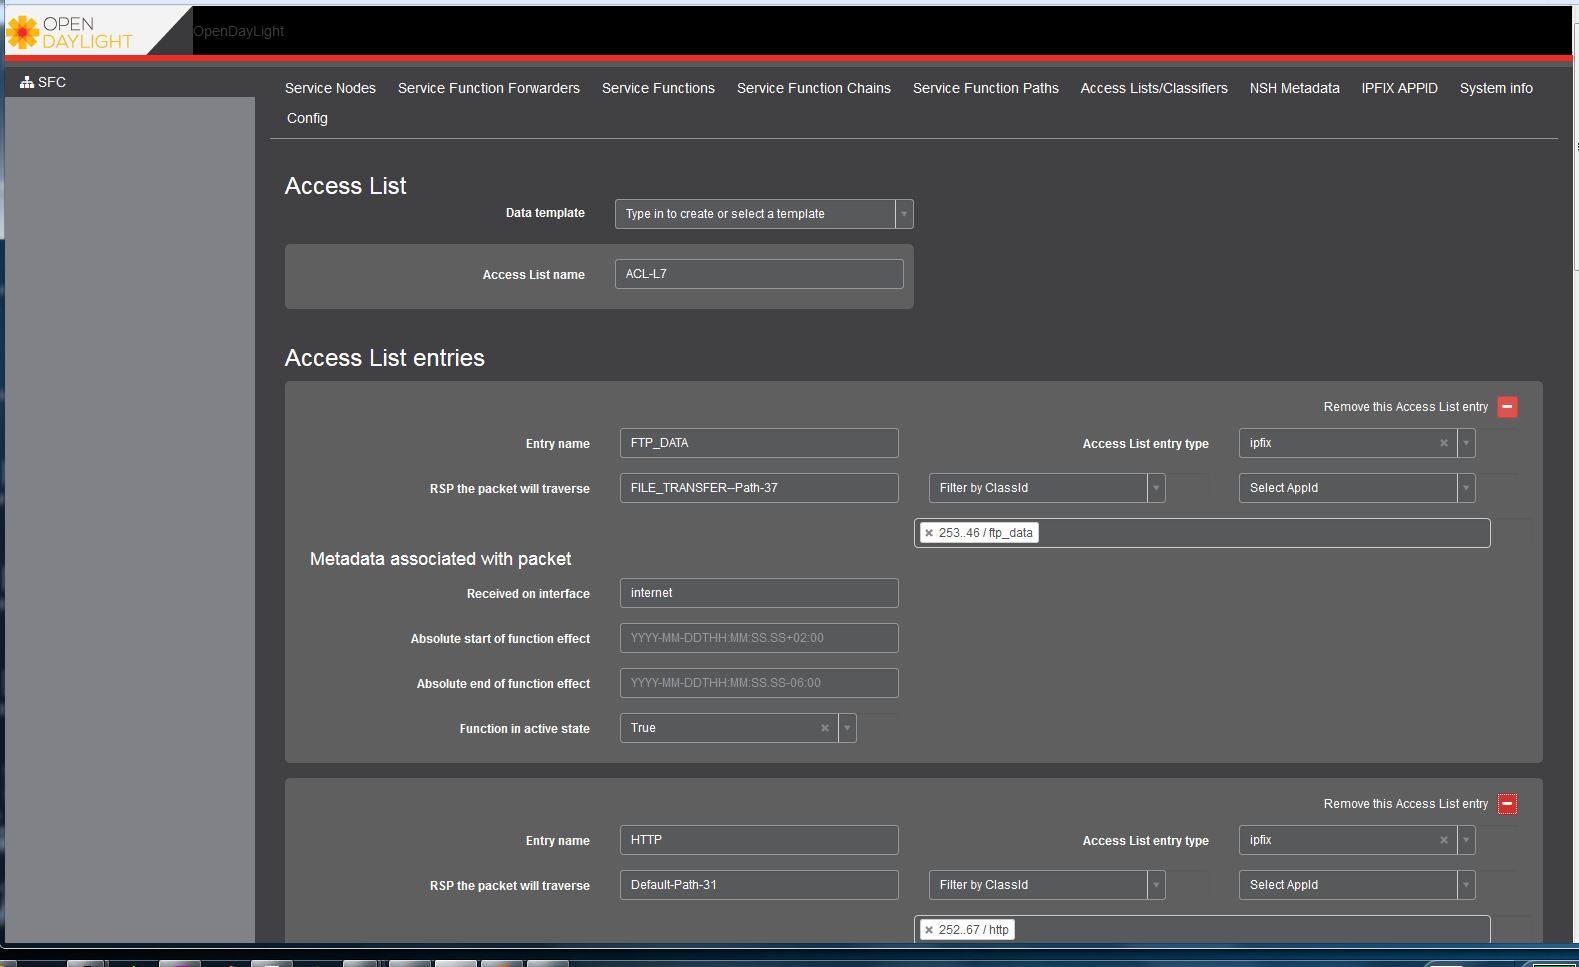 OPEN
DAYLIGHT
OpenDayLight
SFC
Service Nodes Service Function Forwarders Service Functions Service Function Chains Service Function Paths Access Lists/Classifiers NSH Metadata IPFIX APPID System info
Config
Access List
Data template Type in to create or select a template
Access List name ACL-L7
Access List entries
Remove this Access List entry
Entry name FTP_DATA Access List entry type ipfix
RSP the packet will traverse FILE_TRANSFER--Path-37 Filter by ClassId Select AppId
253..46 / ftp_data
Metadata associated with packet
Received on interface internet
Absolute start of function effect YYYY-MM-DDTHH:MM:SS.SS+02:00
Absolute end of function effect YYYY-MM-DDTHH:MM:SS.SS-06:00
Function in active state True
Remove this Access List entry
Entry name HTTP Access List entry type ipfix
RSP the packet will traverse Default-Path-31 Filter by ClassId Select AppId
252..67 / http